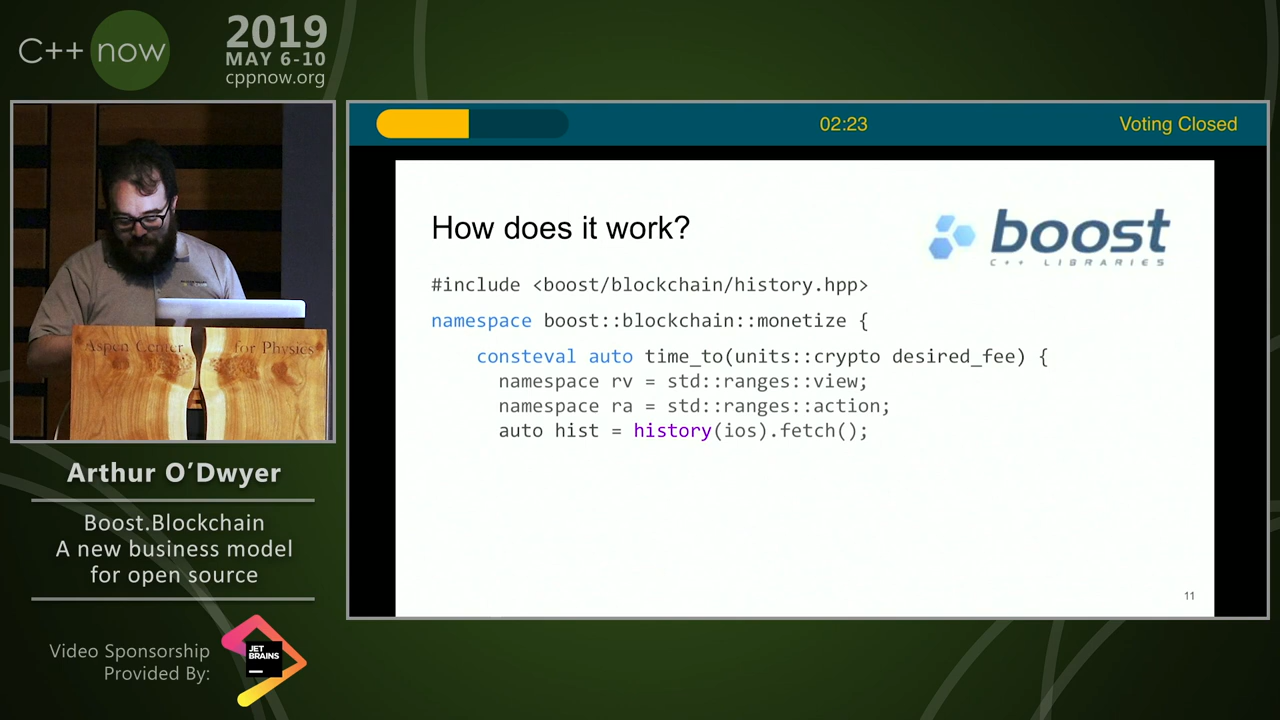 C++ now
2019
MAY 6-10
cppnow.org
02:23
Voting Closed
How does it work?
boost
C++ LIBRARIES
#include <boost/blockchain/history.hpp>
namespace boost::blockchain::monetize {
consteval auto time_to(units::crypto desired_fee) {
namespace rv = std::ranges::view;
namespace ra = std::ranges::action;
auto hist = history(ios).fetch();
11
Aspen Center for Physics
Arthur O’Dwyer
Boost.Blockchain
A new business model
for open source
Video Sponsorship
Provided By:
JET
BRAINS